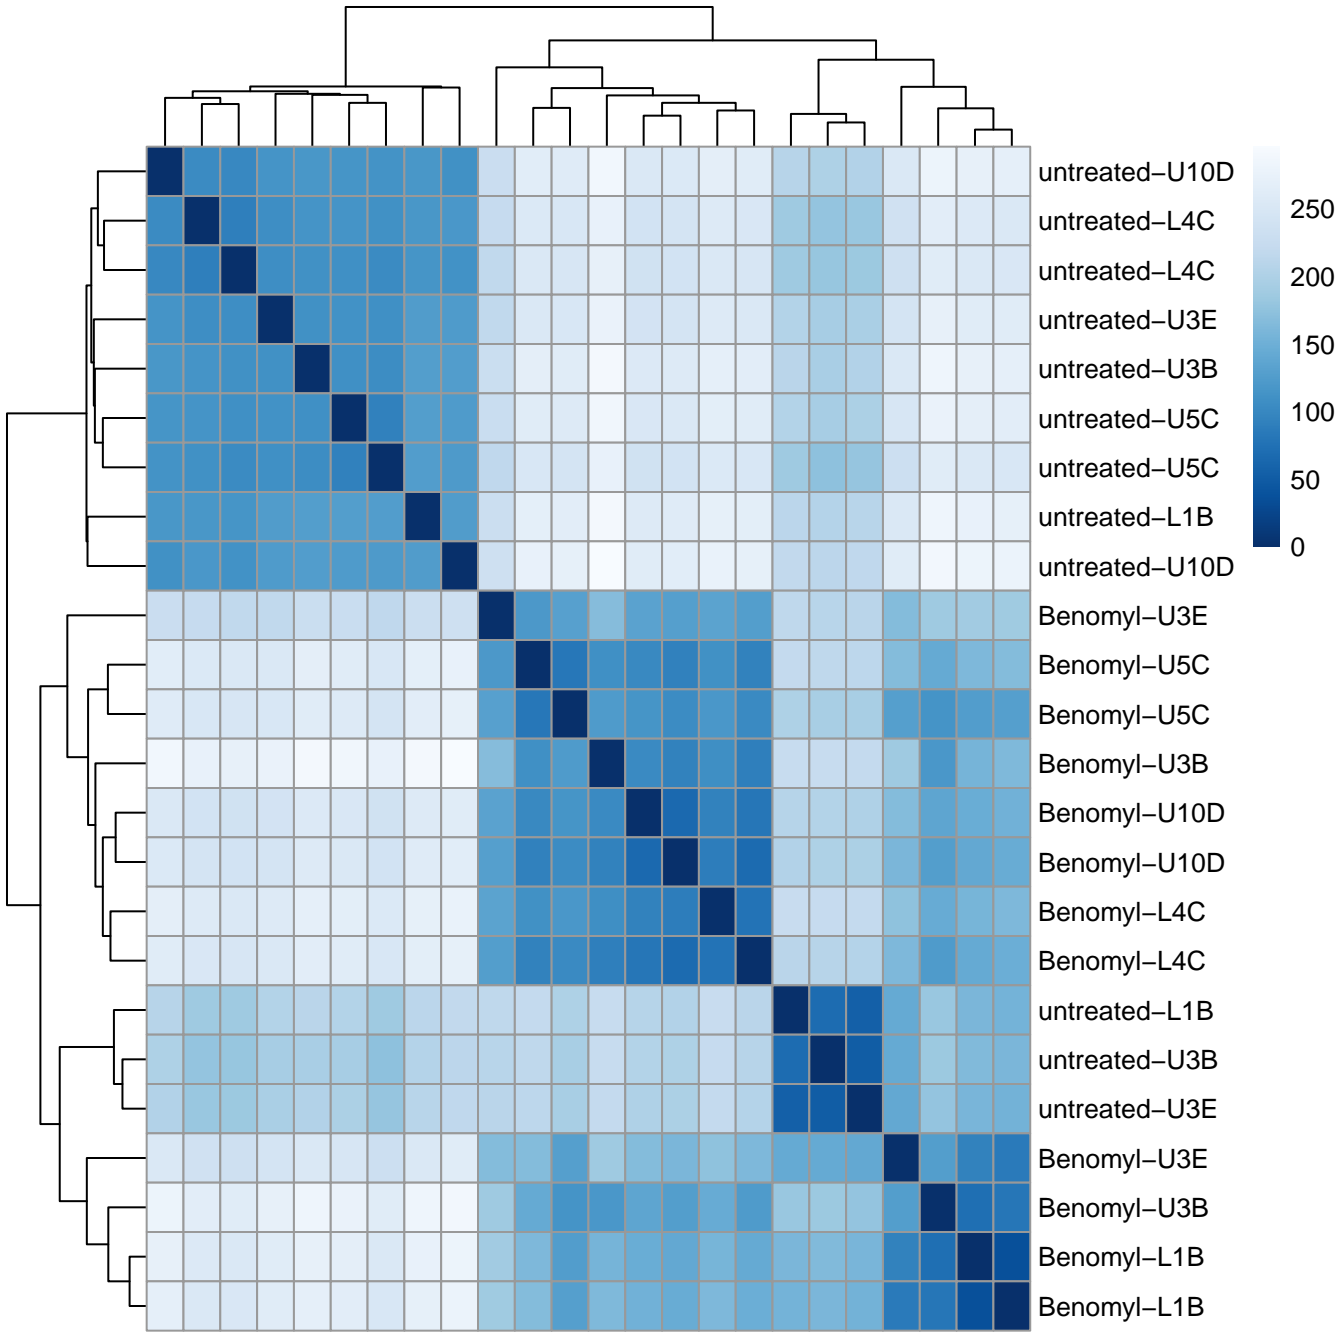 untreated−U10D
untreated−L4C
untreated−L4C
untreated−U3E
untreated−U3B
untreated−U5C
untreated−U5C
untreated−L1B
untreated−U10D
Benomyl−U3E
Benomyl−U5C
Benomyl−U5C
Benomyl−U3B
Benomyl−U10D
Benomyl−U10D
Benomyl−L4C
Benomyl−L4C
untreated−L1B
untreated−U3B
untreated−U3E
Benomyl−U3E
Benomyl−U3B
Benomyl−L1B
Benomyl−L1B
250
200
150
100
50
0